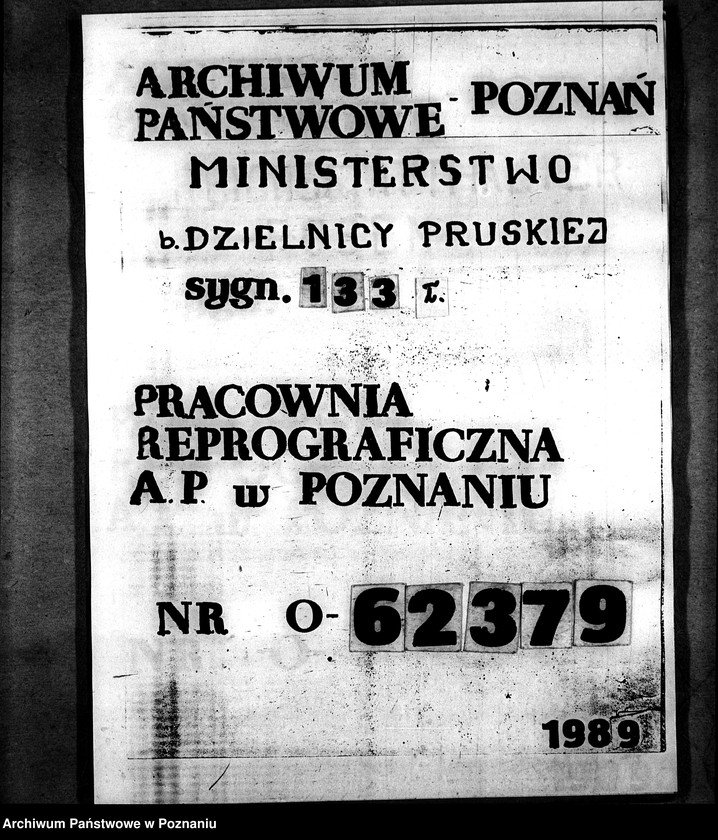 ARCHIWUM
PAŃSTWOWE - POZNAŃ
MINISTERSTWO
b. DZIELNICY PRUSKIEJ
sygn. 133 t.
PRACOWNIA
REPROGRAFICZNA
A.P. w POZNANIU
NR O-62379
1989
Archiwum Państwowe w Poznaniu